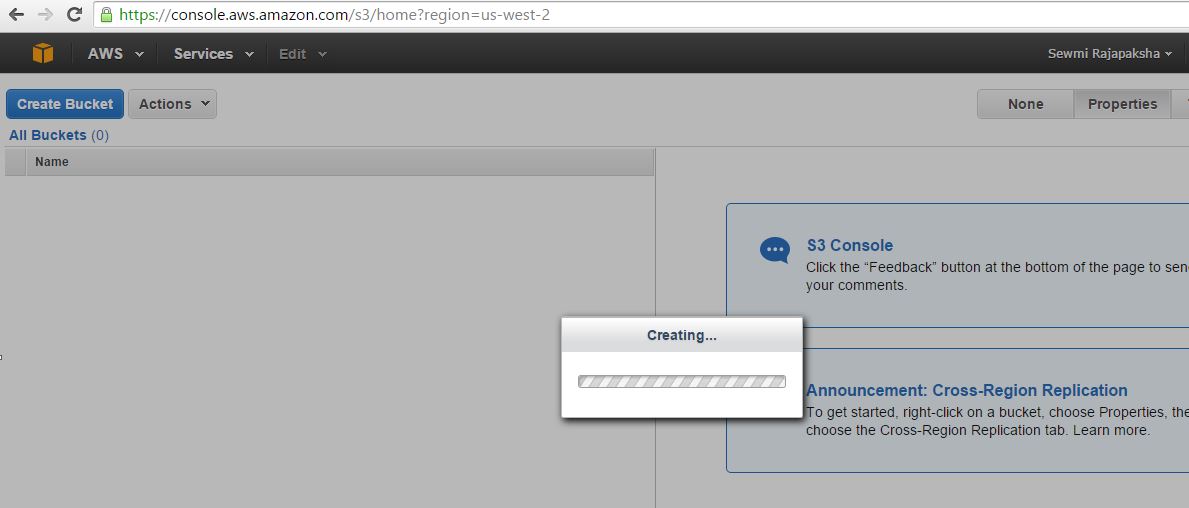 https://console.aws.amazon.com/s3/home?region=us-west-2
AWS Services Edit Sewmi Rajapaksha
Create Bucket Actions None Properties
All Buckets (0)
Name
S3 Console
Click the “Feedback” button at the bottom of the page to sen
your comments.
Creating...
Announcement: Cross-Region Replication
To get started, right-click on a bucket, choose Properties, the
choose the Cross-Region Replication tab. Learn more.